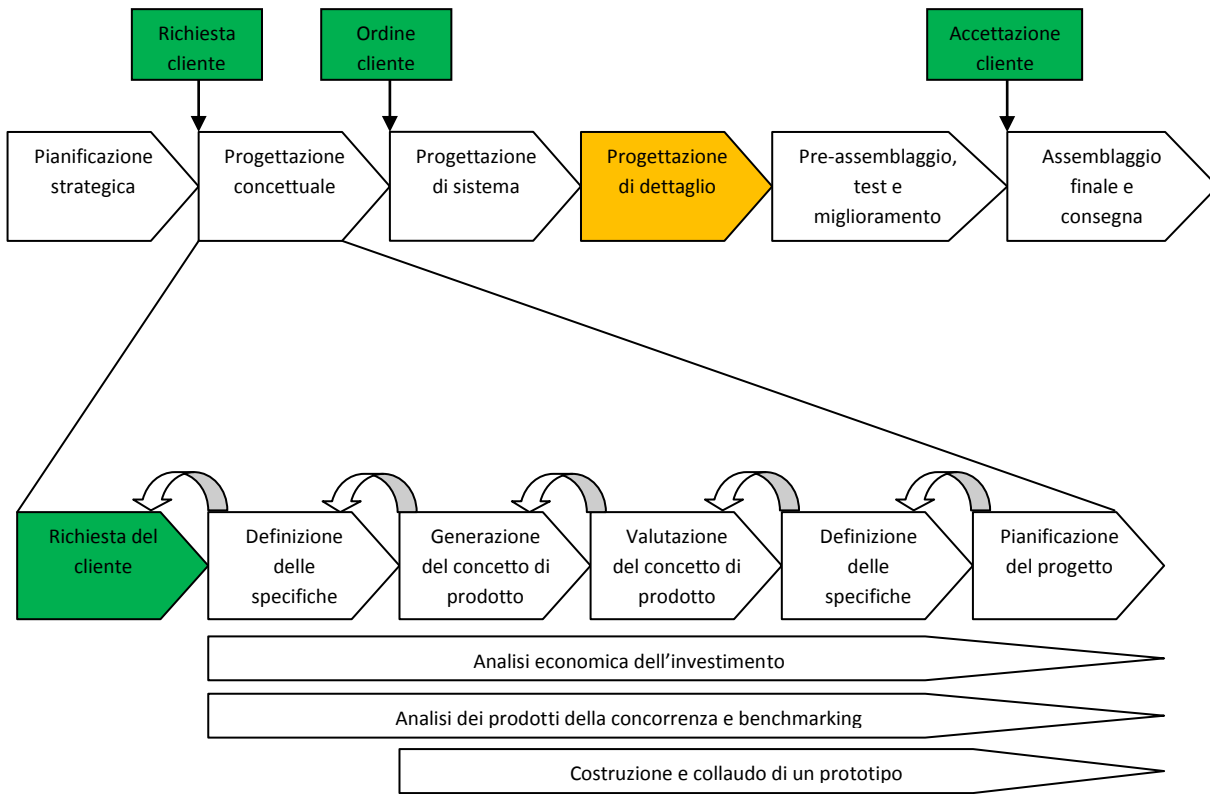 Richiesta
cliente
Ordine
cliente
Accettazione
cliente
Pianificazione
strategica
Progettazione
concettuale
Progettazione
di sistema
Progettazione
di dettaglio
Pre-assemblaggio,
test e
miglioramento
Assemblaggio
finale e
consegna
Richiesta del
cliente
Definizione
delle
specifiche
Generazione
del concetto di
prodotto
Valutazione
del concetto di
prodotto
Definizione
delle
specifiche
Pianificazione
del progetto
Analisi economica dell’investimento
Analisi dei prodotti della concorrenza e benchmarking
Costruzione e collaudo di un prototipo